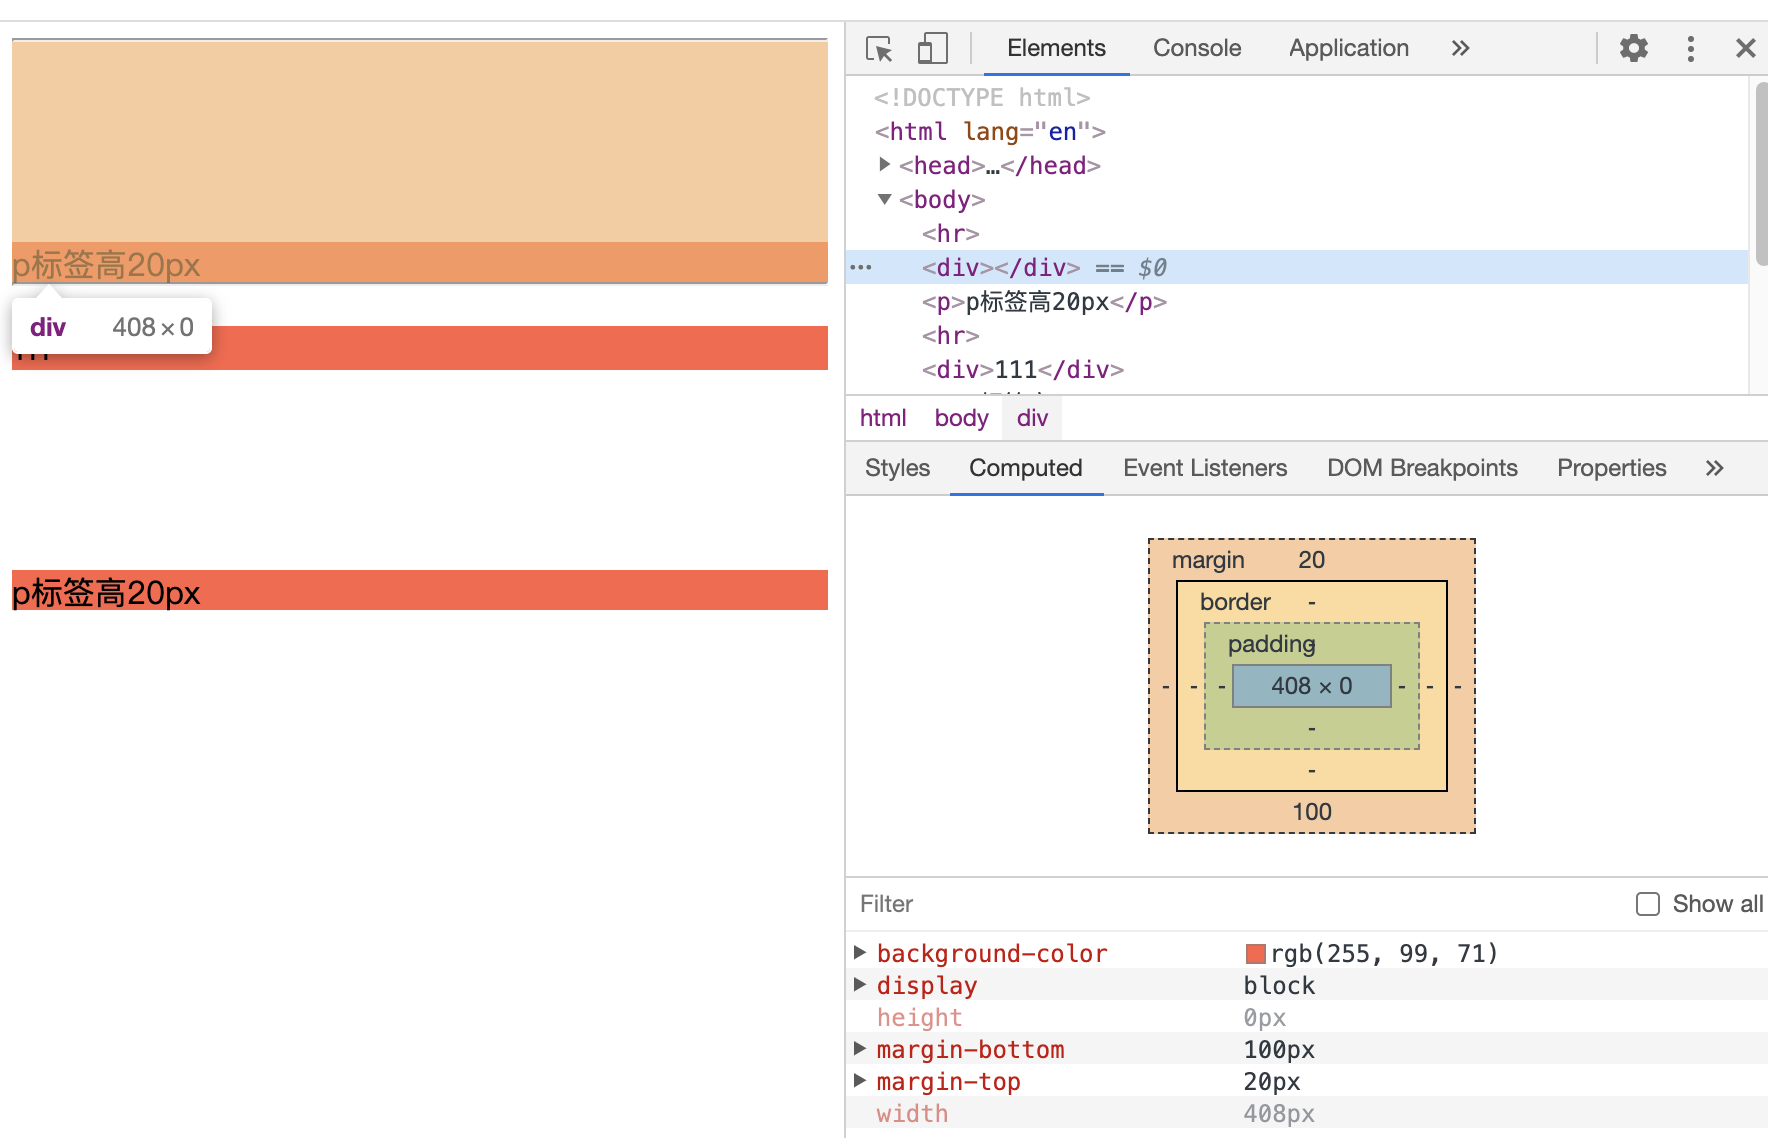 p标签高20px
div 408 × 0
p标签高20px
Elements Console Application »
<!DOCTYPE html>
<html lang="en">
<head>…</head>
<body>
<hr>
<div></div> == $0
<p>p标签高20px</p>
<hr>
<div>111</div>
html body div
Styles Computed Event Listeners DOM Breakpoints Properties »
margin 20
border -
padding -
- - - 408 × 0 - - -
-
-
100
Filter Show all
background-color rgb(255, 99, 71)
display block
height 0px
margin-bottom 100px
margin-top 20px
width 408px